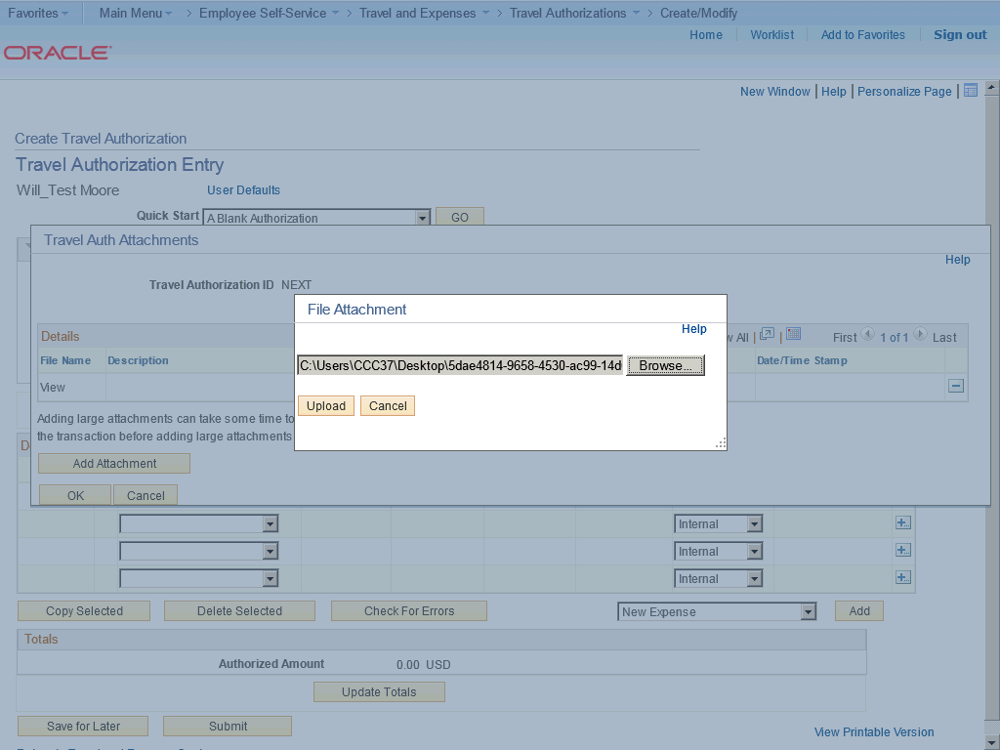 Favorites Main Menu > Employee Self-Service > Travel and Expenses > Travel Authorizations > Create/Modify
Home Worklist Add to Favorites Sign out
ORACLE
New Window Help Personalize Page
Create Travel Authorization
Travel Authorization Entry
Will_Test Moore User Defaults
Quick Start A Blank Authorization GO
Travel Auth Attachments
Help
Travel Authorization ID NEXT
File Attachment
Help
Details All First 1 of 1 Last
File Name Description Date/Time Stamp
C:\Users\CCC37\Desktop\5dae4814-9658-4530-ac99-14d Browse...
View
Upload Cancel
Adding large attachments can take some time to
the transaction before adding large attachments
Add Attachment
OK Cancel
Internal
Internal
Internal
Copy Selected Delete Selected Check For Errors New Expense Add
Totals
Authorized Amount 0.00 USD
Update Totals
Save for Later Submit
View Printable Version